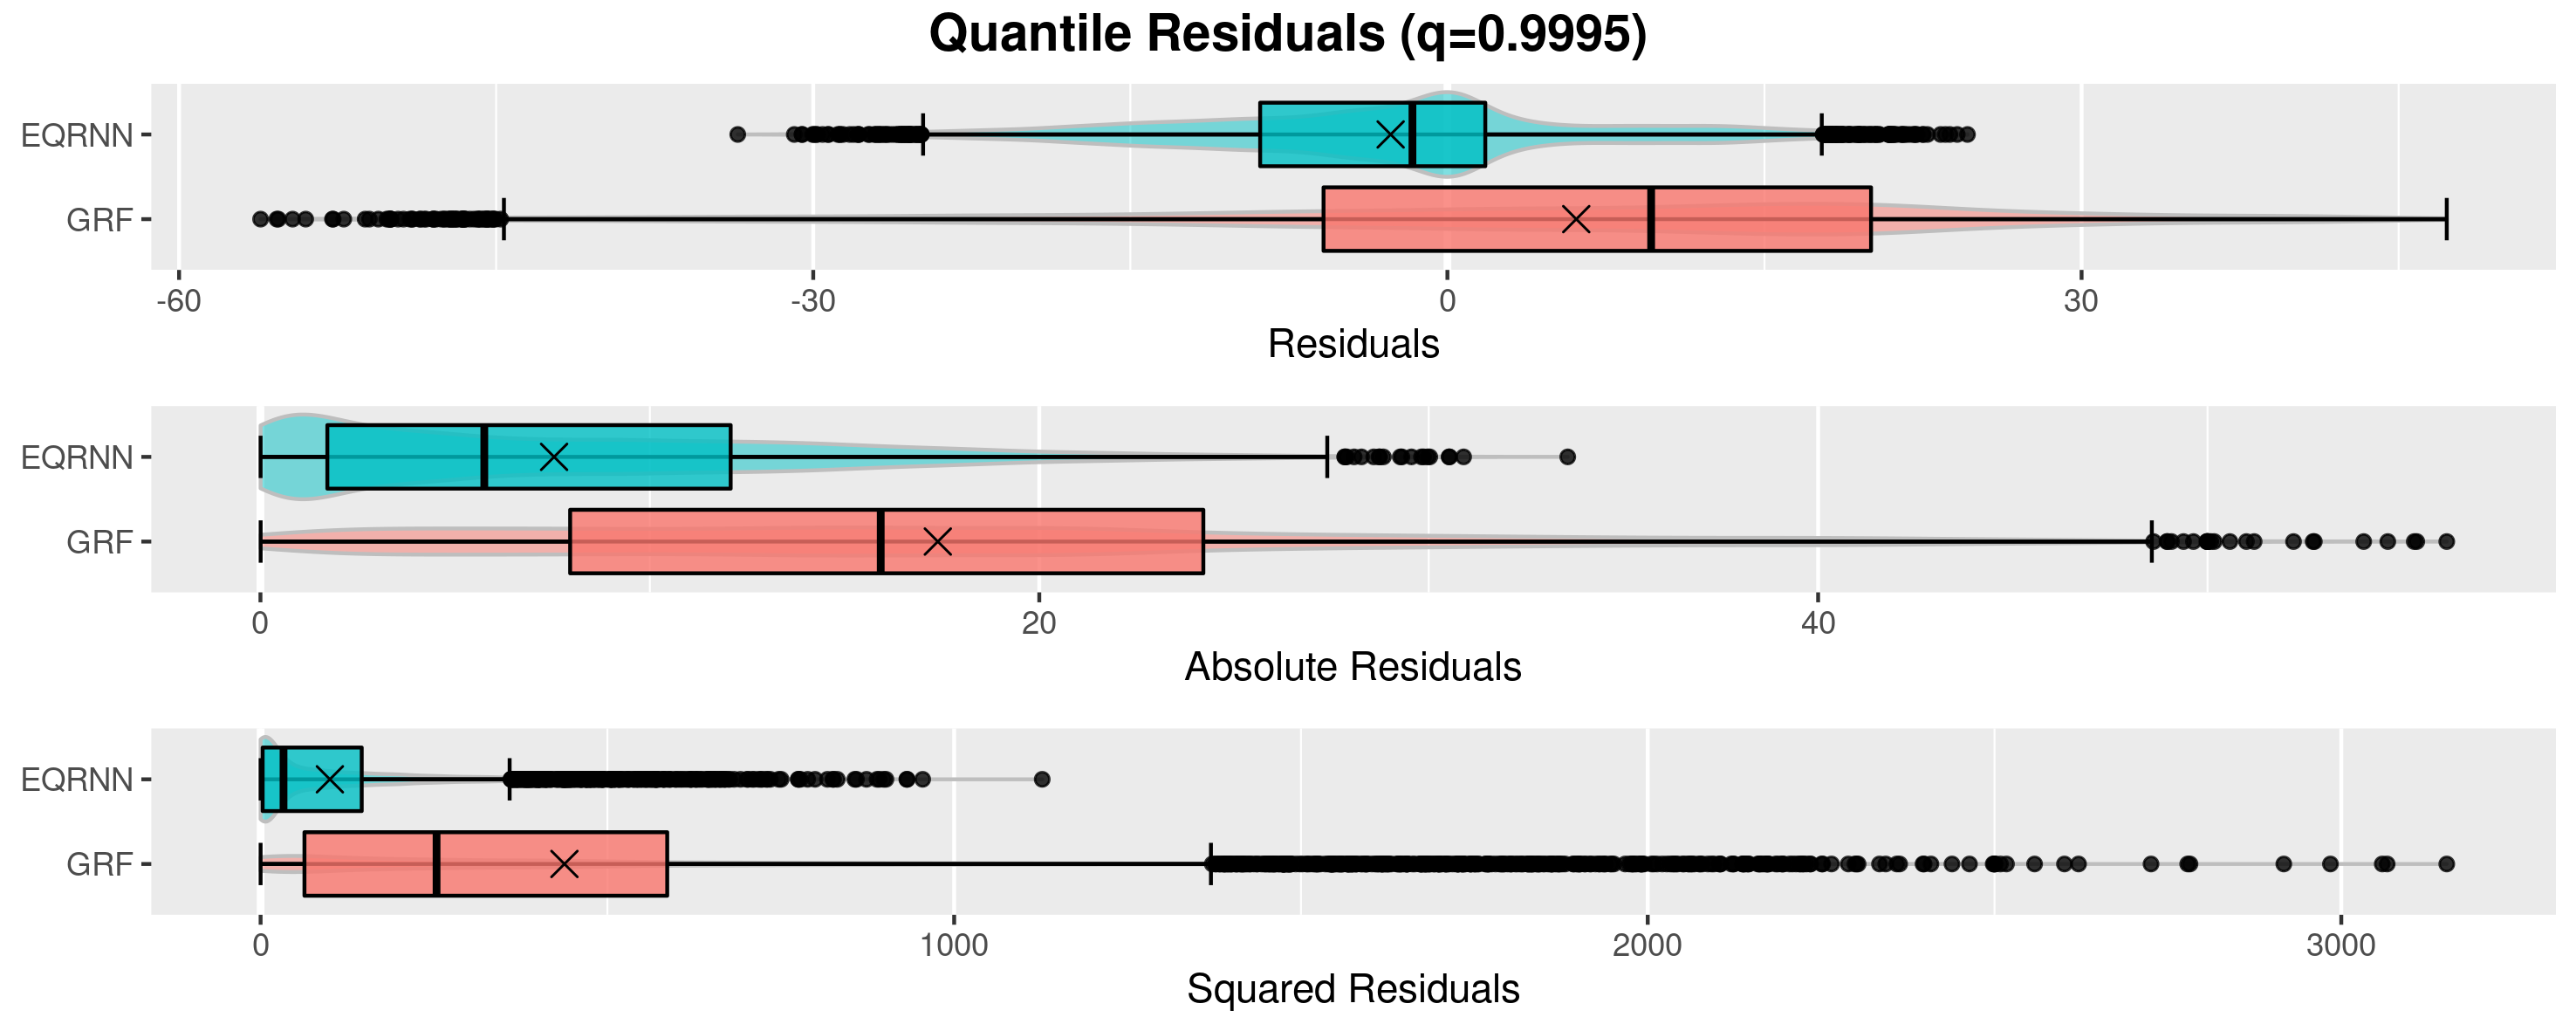 Quantile Residuals (q=0.9995)
EQRNN
GRF
-60 -30 0 30
Residuals
EQRNN
GRF
0 20 40
Absolute Residuals
EQRNN
GRF
0 1000 2000 3000
Squared Residuals